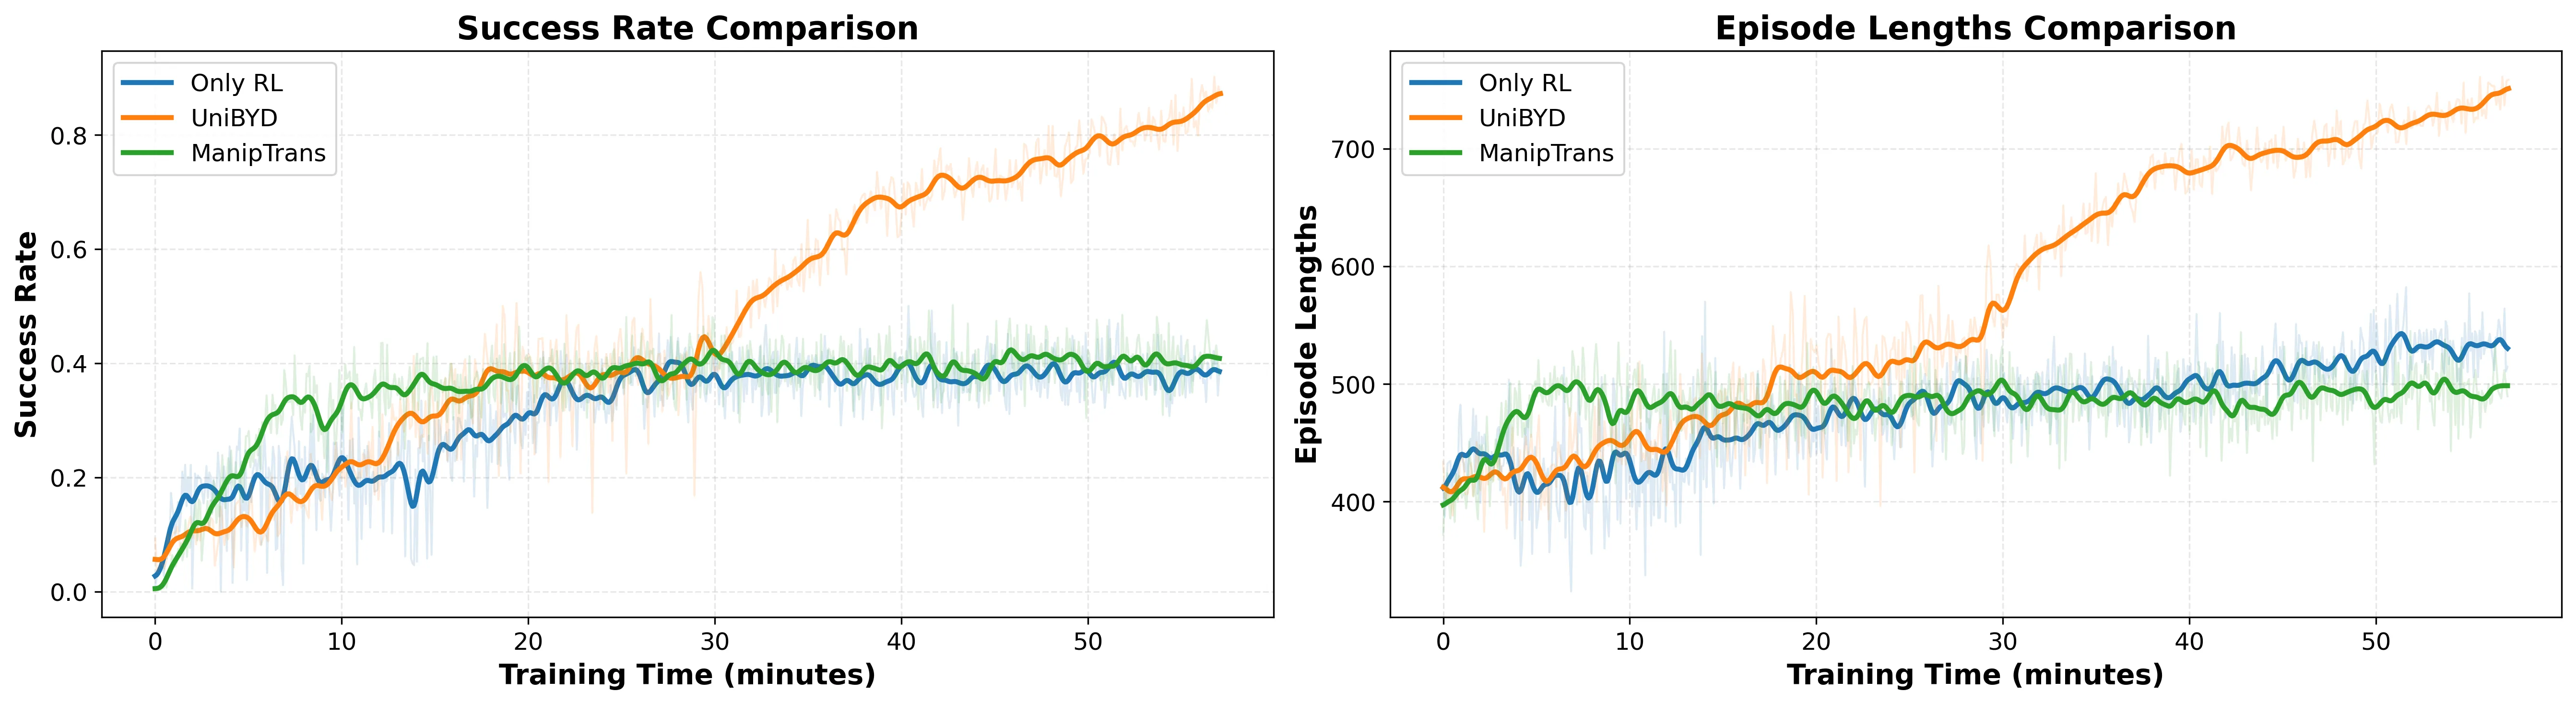 Success Rate Comparison
Only RL
UniBYD
ManipTrans
Success Rate
0.8
0.6
0.4
0.2
0.0
0 10 20 30 40 50
Training Time (minutes)
Episode Lengths Comparison
Only RL
UniBYD
ManipTrans
Episode Lengths
700
600
500
400
0 10 20 30 40 50
Training Time (minutes)